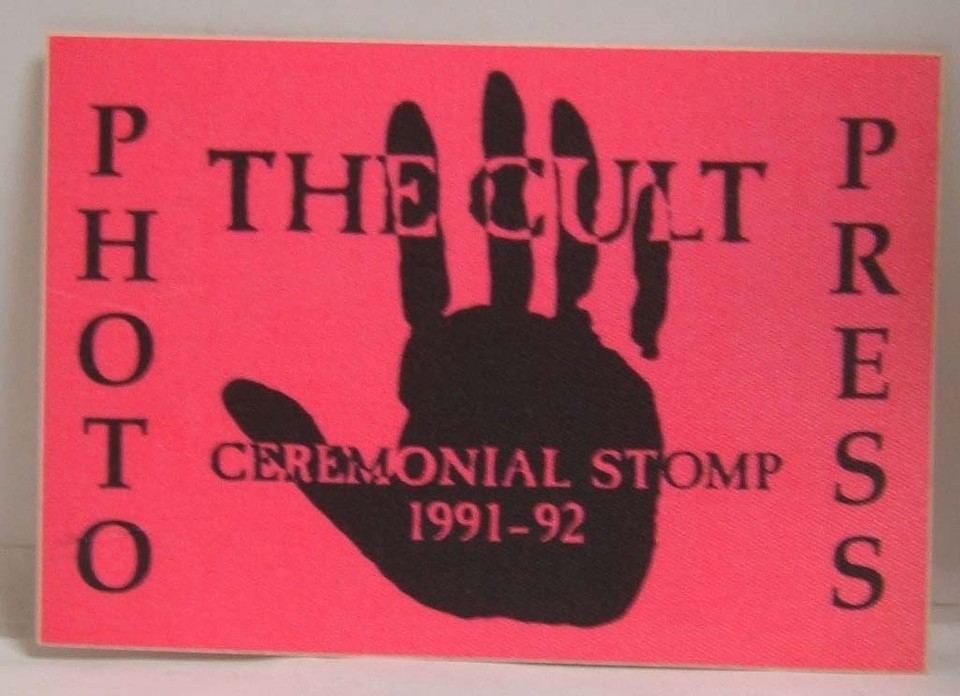 PHOTO
THE CULT
CEREMONIAL STOMP
1991-92
PRESS